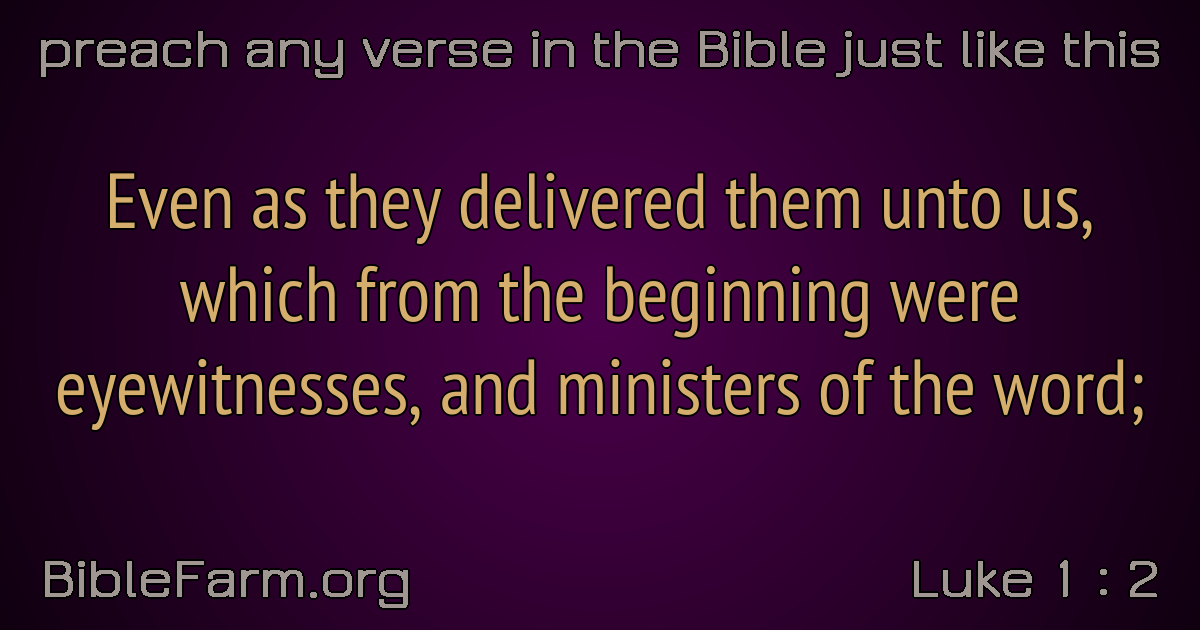 preach any verse in the Bible just like this
Even as they delivered them unto us,
which from the beginning were
eyewitnesses, and ministers of the word;
BibleFarm.org
Luke 1 : 2